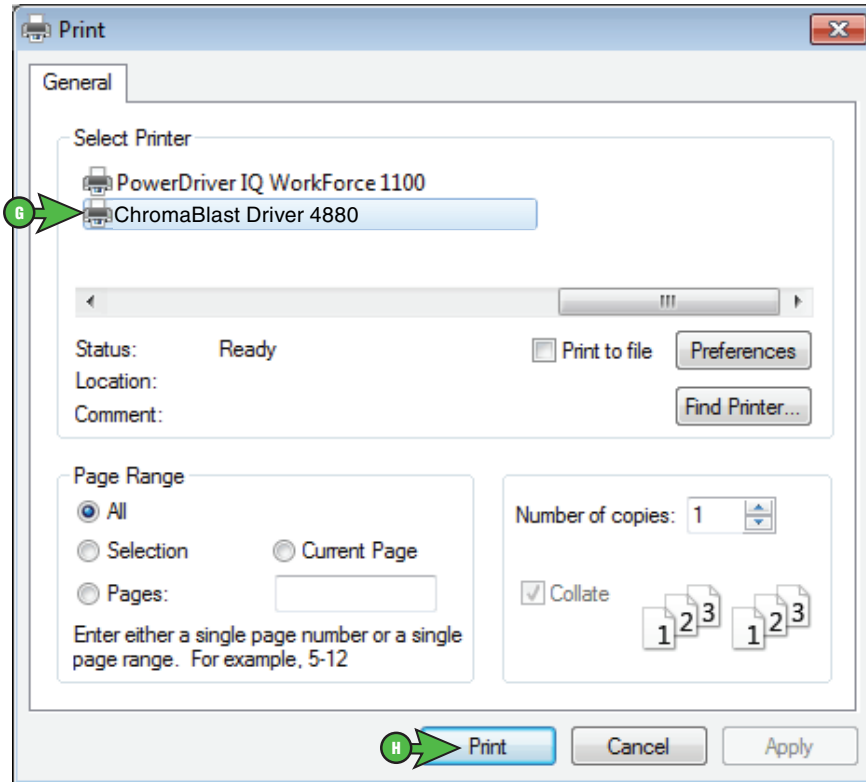 Print
General
Select Printer
PowerDriver IQ WorkForce 1100
G
ChromaBlast Driver 4880
Status: Ready
Print to file
Preferences
Location:
Comment:
Find Printer...
Page Range
All
Selection
Current Page
Pages:
Enter either a single page number or a single
page range. For example, 5-12
Number of copies: 1
Collate
1 2 3 1 2 3
H
Print
Cancel
Apply